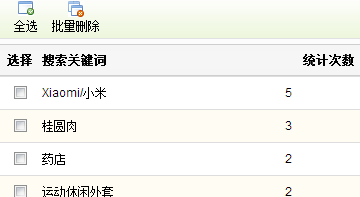 全选 批量删除
选择 搜索关键词 统计次数
Xiaomi/小米 5
桂圆肉 3
药店 2
运动休闲外套 2